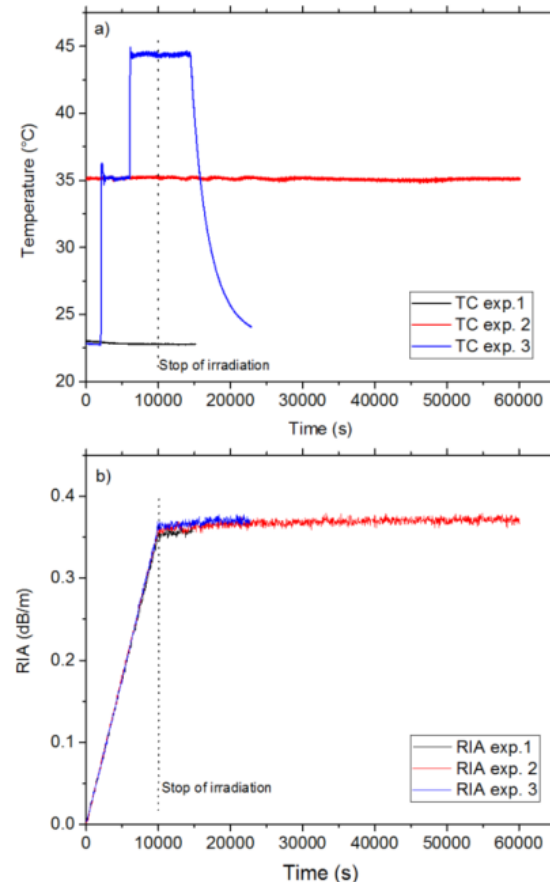 a)
45
40
35
30
25
20
Temperature (°C)
TC exp.1
TC exp. 2
TC exp. 3
Stop of irradiation
0 10000 20000 30000 40000 50000 60000
Time (s)
b)
0.4
0.3
0.2
0.1
0.0
RIA (dB/m)
RIA exp.1
RIA exp. 2
RIA exp. 3
Stop of irradiation
0 10000 20000 30000 40000 50000 60000
Time (s)